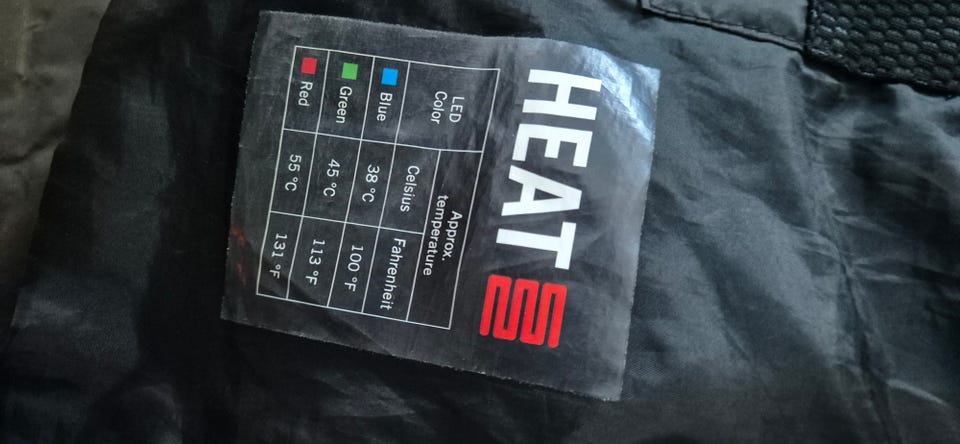 HEAT
LED Color
Approx. temperature
Celsius Fahrenheit
Blue 38 °C 100 °F
Green 45 °C 113 °F
Red 55 °C 131 °F